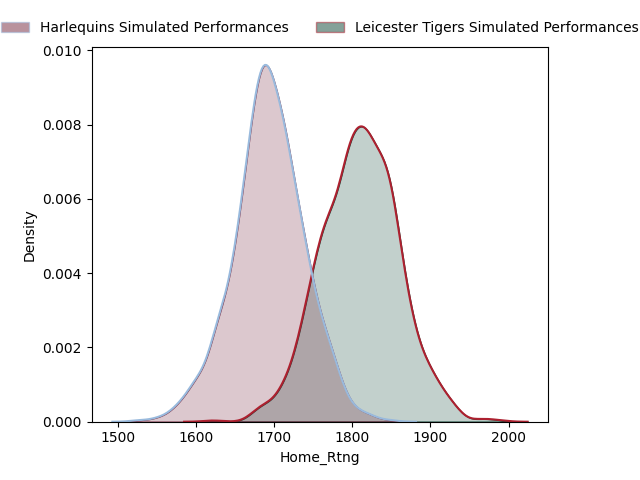 Harlequins Simulated Performances Leicester Tigers Simulated Performances
0.010
0.008
0.006
0.004
0.002
0.000
Density
1500 1600 1700 1800 1900 2000
Home_Rtng